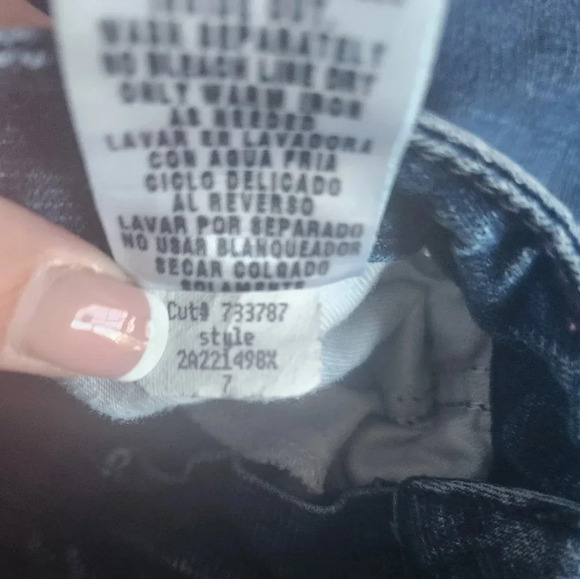 WASH SEPARATELY
NO BLEACH LINE DRY
ONLY WARM IRON
AS NEEDED
LAVAR EN LAVADORA
CON AGUA FRIA
CICLO DELICADO
AL REVERSO
LAVAR POR SEPARADO
NO USAR BLANQUEADOR
SECAR COLGADO
SOLAMENTE
Cut# 733787
style
2A221498X
7